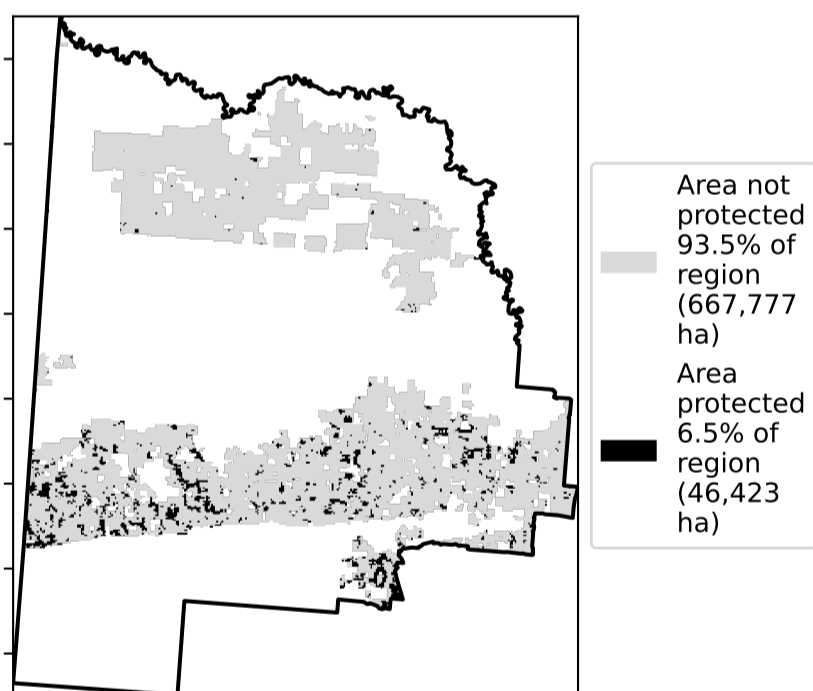 Area not
protected
93.5% of
region
(667,777
ha)
Area
protected
6.5% of
region
(46,423
ha)